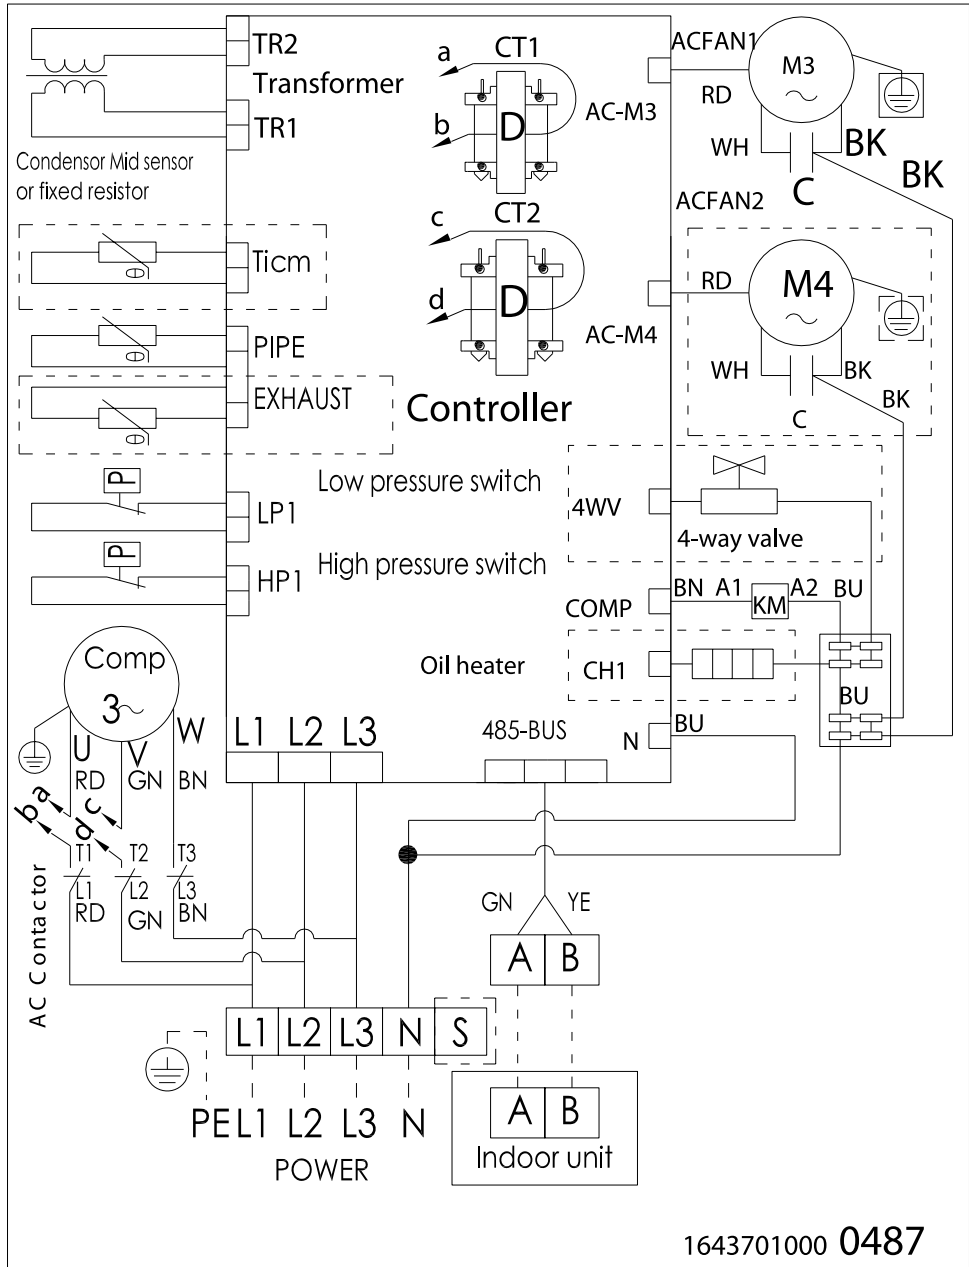 TR2
Transformer
TR1
Condensor Mid sensor
or fixed resistor
Ticm
PIPE
EXHAUST
Controller
P
LP1
Low pressure switch
P
HP1
High pressure switch
a
CT1
b
D
c
CT2
d
D
ACFAN1
M3
RD
AC-M3
WH
BK
C
BK
ACFAN2
M4
RD
AC-M4
WH
BK
C
BK
4WV
4-way valve
BN A1 KM A2 BU
COMP
Oil heater
CH1
BU
BU
N
485-BUS
Comp
3
U V W
L1 L2 L3
RD GN BN
b a c d
T1 T2 T3
L1 L2 L3
RD GN BN
AC Contactor
GN YE
A B
L1 L2 L3 N S
PE L1 L2 L3 N
POWER
A B
Indoor unit
1643701000 0487